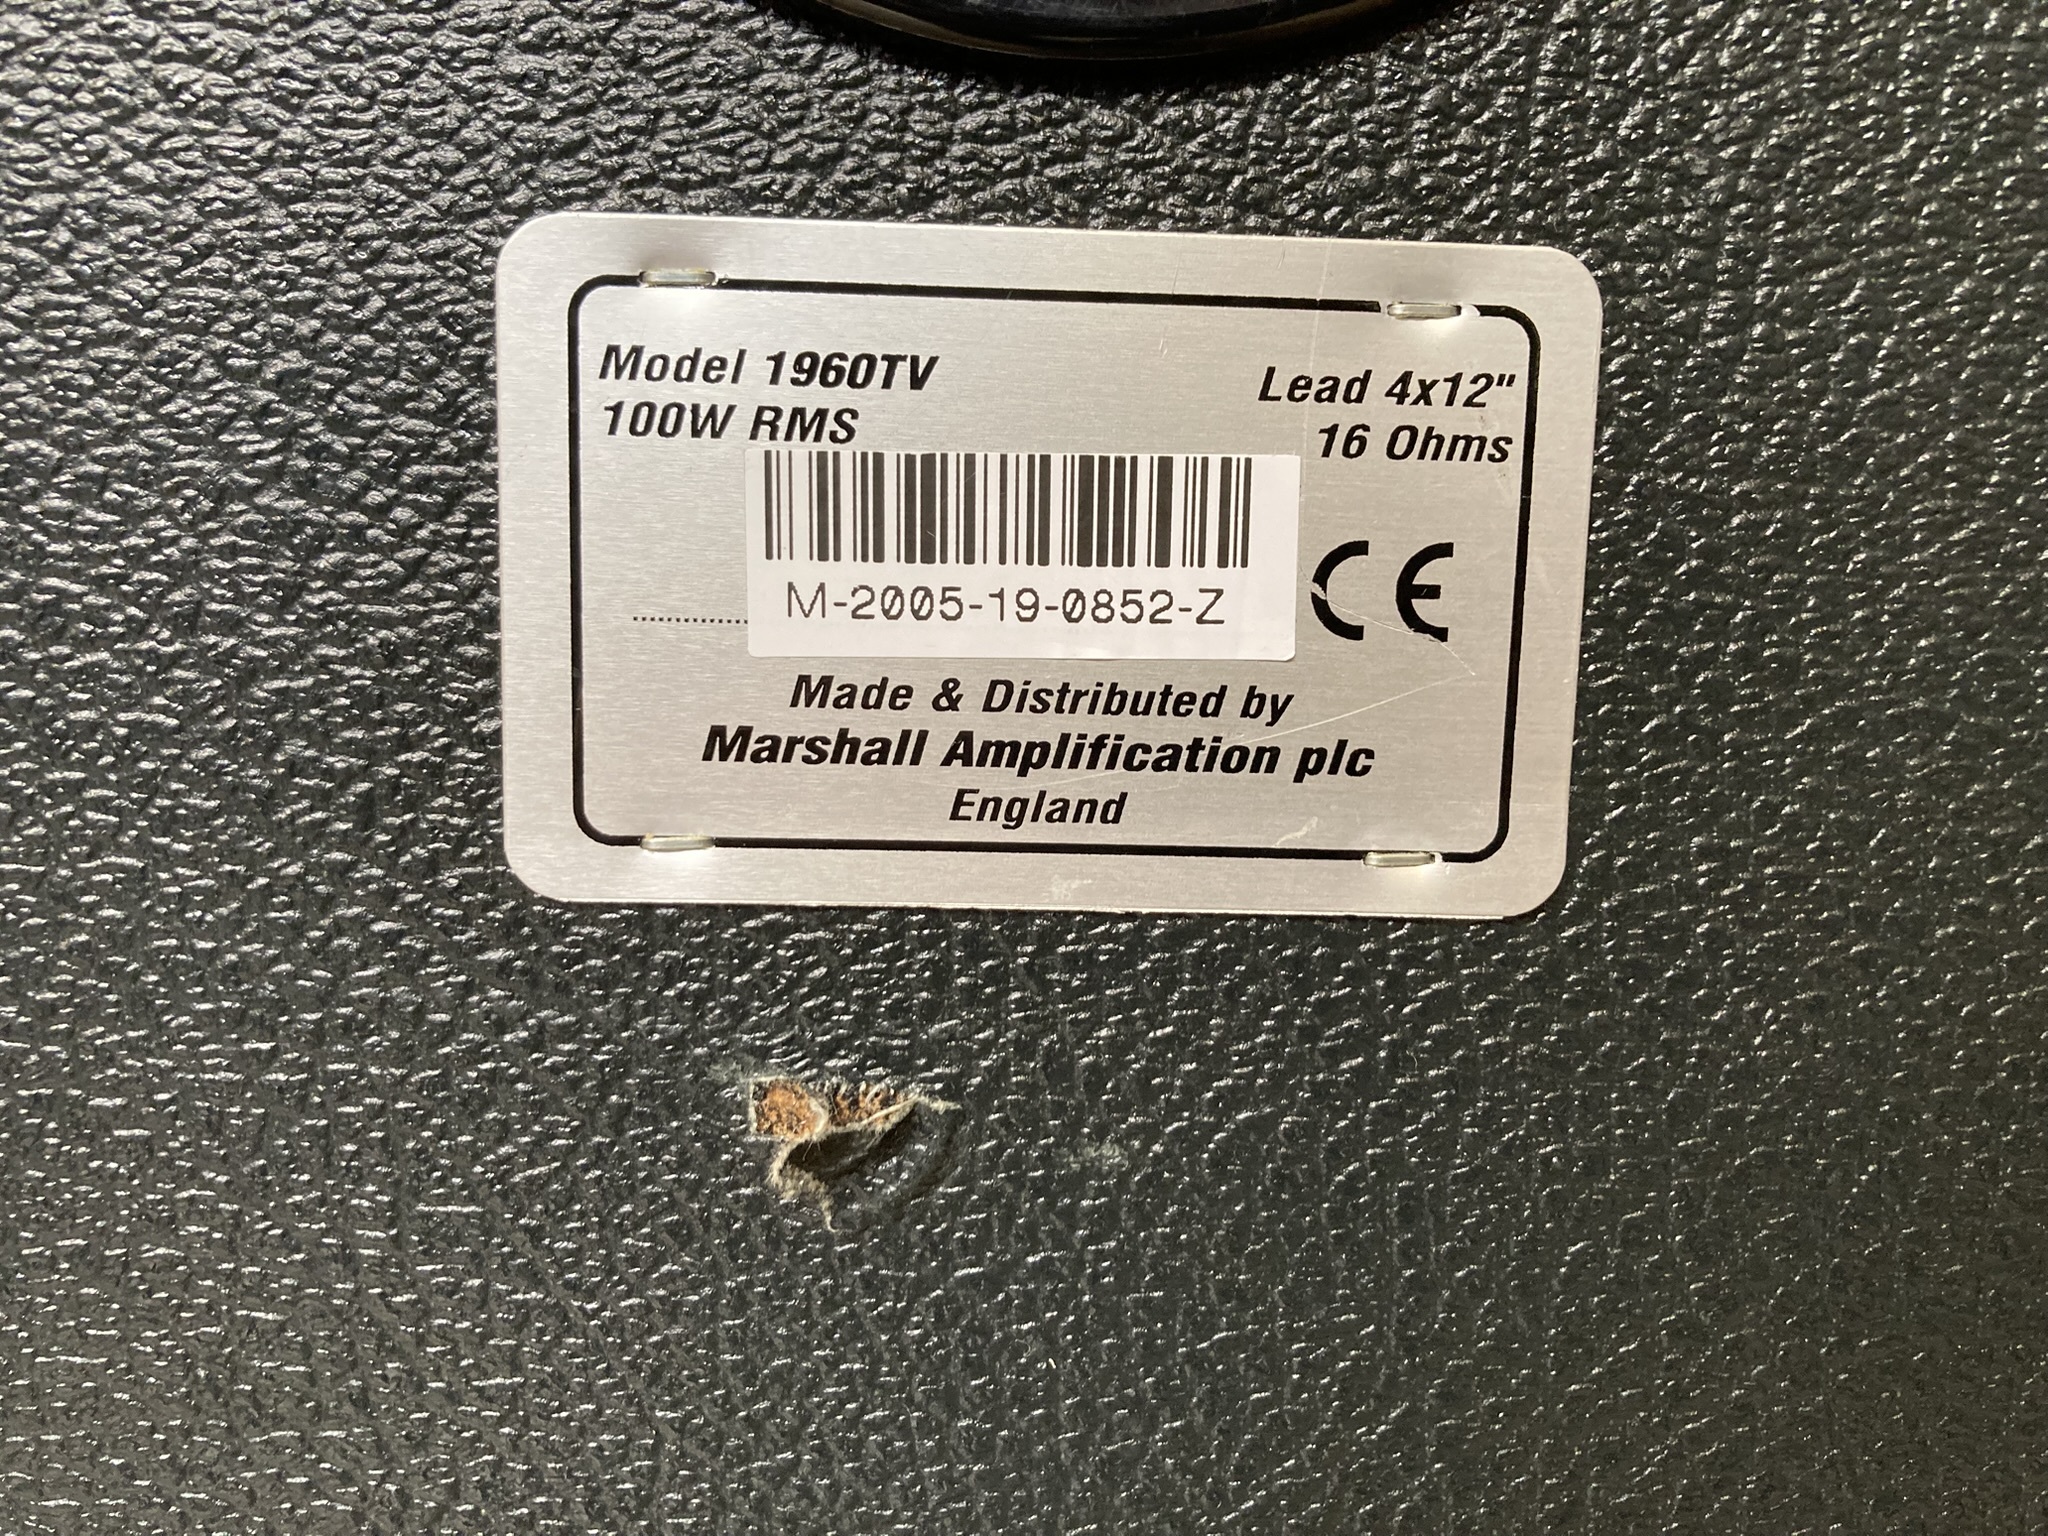 Model 1960TV
Lead 4x12"
100W RMS
16 Ohms
M-2005-19-0852-Z
CE
Made & Distributed by
Marshall Amplification plc
England